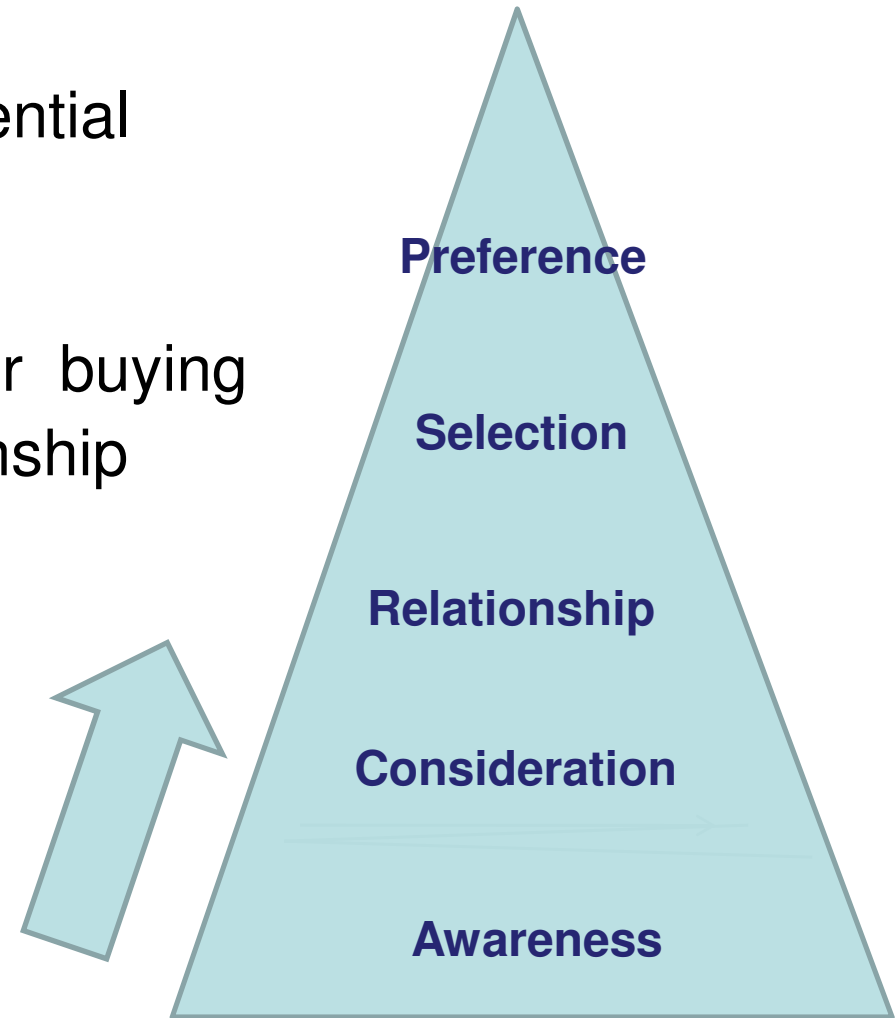 ential
Preference
r buying
Selection
nship
Relationship
Consideration
Awareness